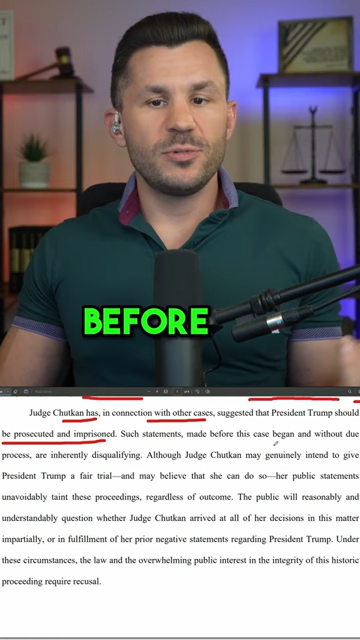 BEFORE
Judge Chutkan has, in connection with other cases, suggested that President Trump should
be prosecuted and imprisoned. Such statements, made before this case began and without due
process, are inherently disqualifying. Although Judge Chutkan may genuinely intend to give
President Trump a fair trial—and may believe that she can do so—her public statements
unavoidably taint these proceedings, regardless of outcome. The public will reasonably and
understandably question whether Judge Chutkan arrived at all of her decisions in this matter
impartially, or in fulfillment of her prior negative statements regarding President Trump. Under
these circumstances, the law and the overwhelming public interest in the integrity of this historic
proceeding require recusal.